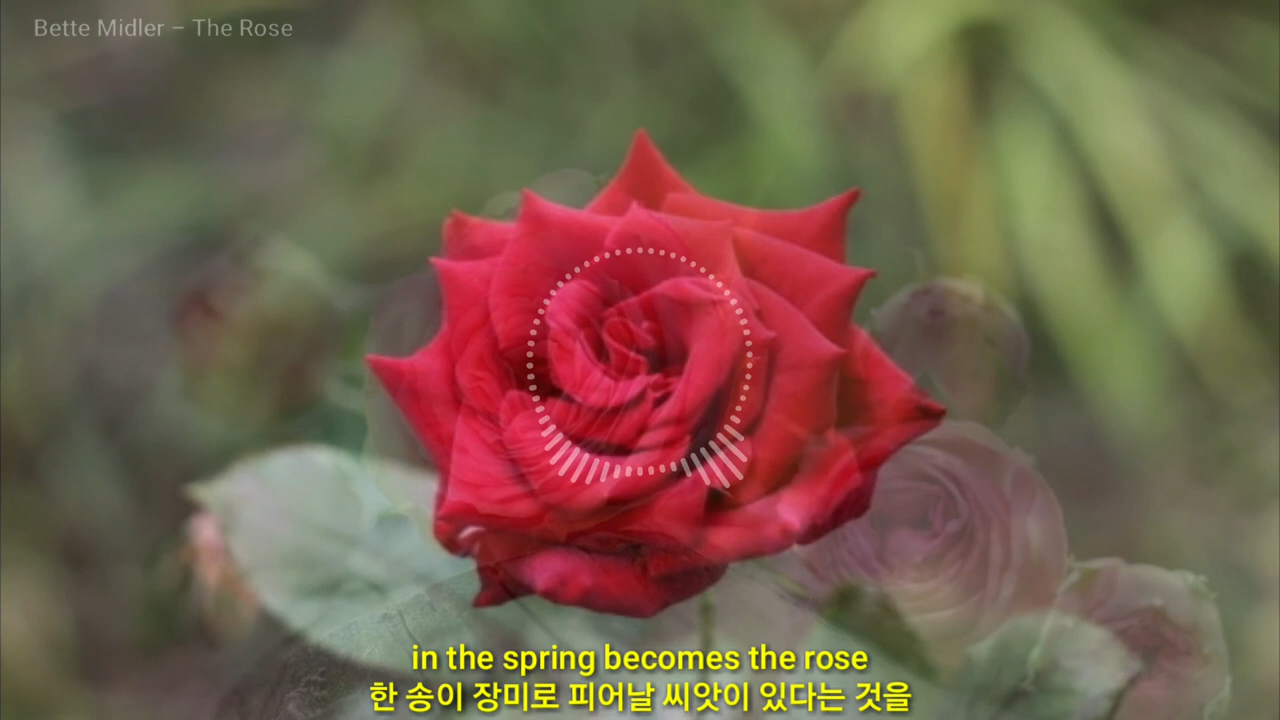 Bette Midler – The Rose
in the spring becomes the rose
한 송이 장미로 피어날 씨앗이 있다는 것을